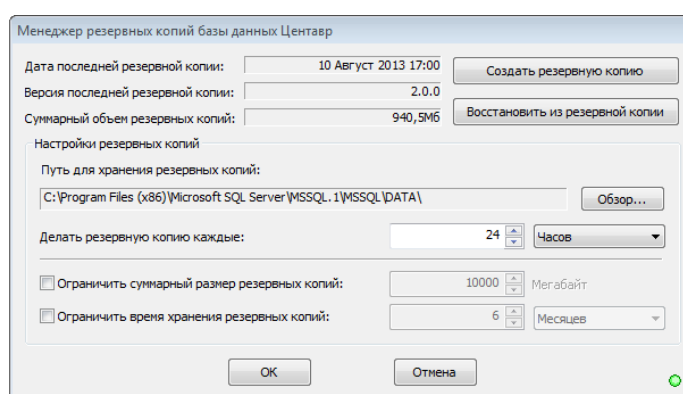 Менеджер резервных копий базы данных Центавр
Дата последней резервной копии: 10 Август 2013 17:00 Создать резервную копию
Версия последней резервной копии: 2.0.0
Суммарный объем резервных копий: 940,5Мб Восстановить из резервной копии
Настройки резервных копий
Путь для хранения резервных копий:
C:\Program Files (x86)\Microsoft SQL Server\MSSQL.1\MSSQL\DATA\ Обзор...
Делать резервную копию каждые: 24 Часов
Ограничить суммарный размер резервных копий: 10000 Мегабайт
Ограничить время хранения резервных копий: 6 Месяцев
OK Отмена